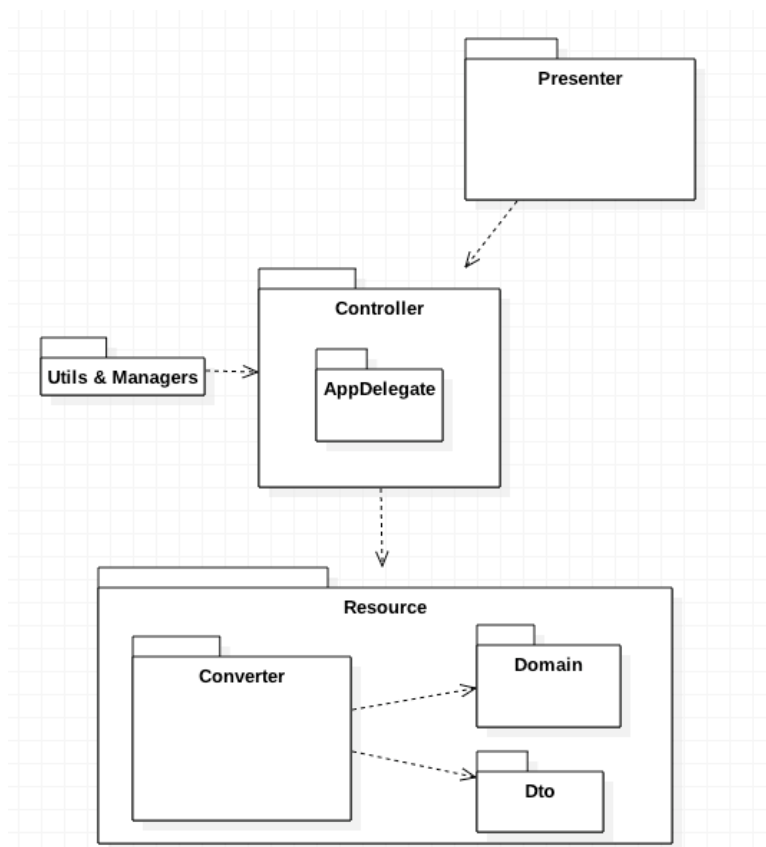 Presenter
Controller
Utils & Managers
AppDelegate
Resource
Converter
Domain
Dto